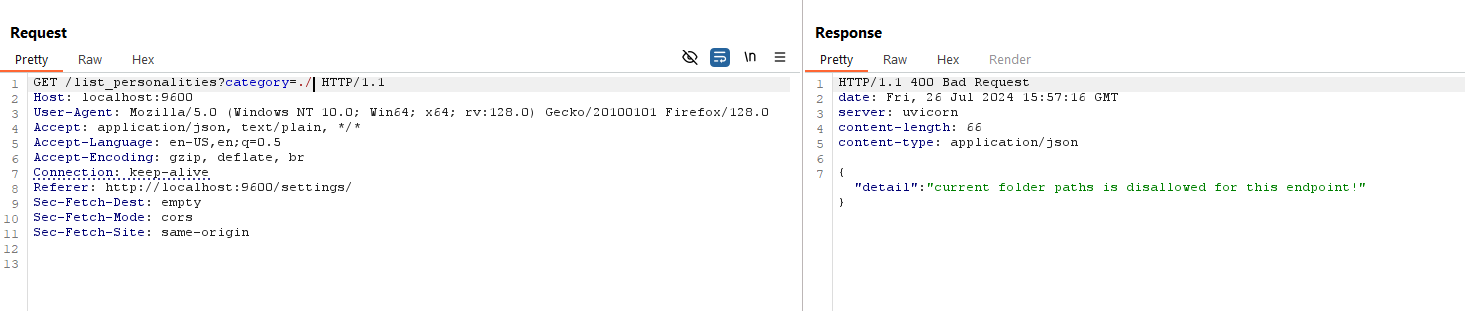 Request
Pretty Raw Hex
\n
1 GET /list_personalities?category=./ HTTP/1.1
2 Host: localhost:9600
3 User-Agent: Mozilla/5.0 (Windows NT 10.0; Win64; x64; rv:128.0) Gecko/20100101 Firefox/128.0
4 Accept: application/json, text/plain, */*
5 Accept-Language: en-US,en;q=0.5
6 Accept-Encoding: gzip, deflate, br
7 Connection: keep-alive
8 Referer: http://localhost:9600/settings/
9 Sec-Fetch-Dest: empty
10 Sec-Fetch-Mode: cors
11 Sec-Fetch-Site: same-origin
12
13
Response
Pretty Raw Hex Render
1 HTTP/1.1 400 Bad Request
2 date: Fri, 26 Jul 2024 15:57:16 GMT
3 server: uvicorn
4 content-length: 66
5 content-type: application/json
6
7 {
"detail":"current folder paths is disallowed for this endpoint!"
}